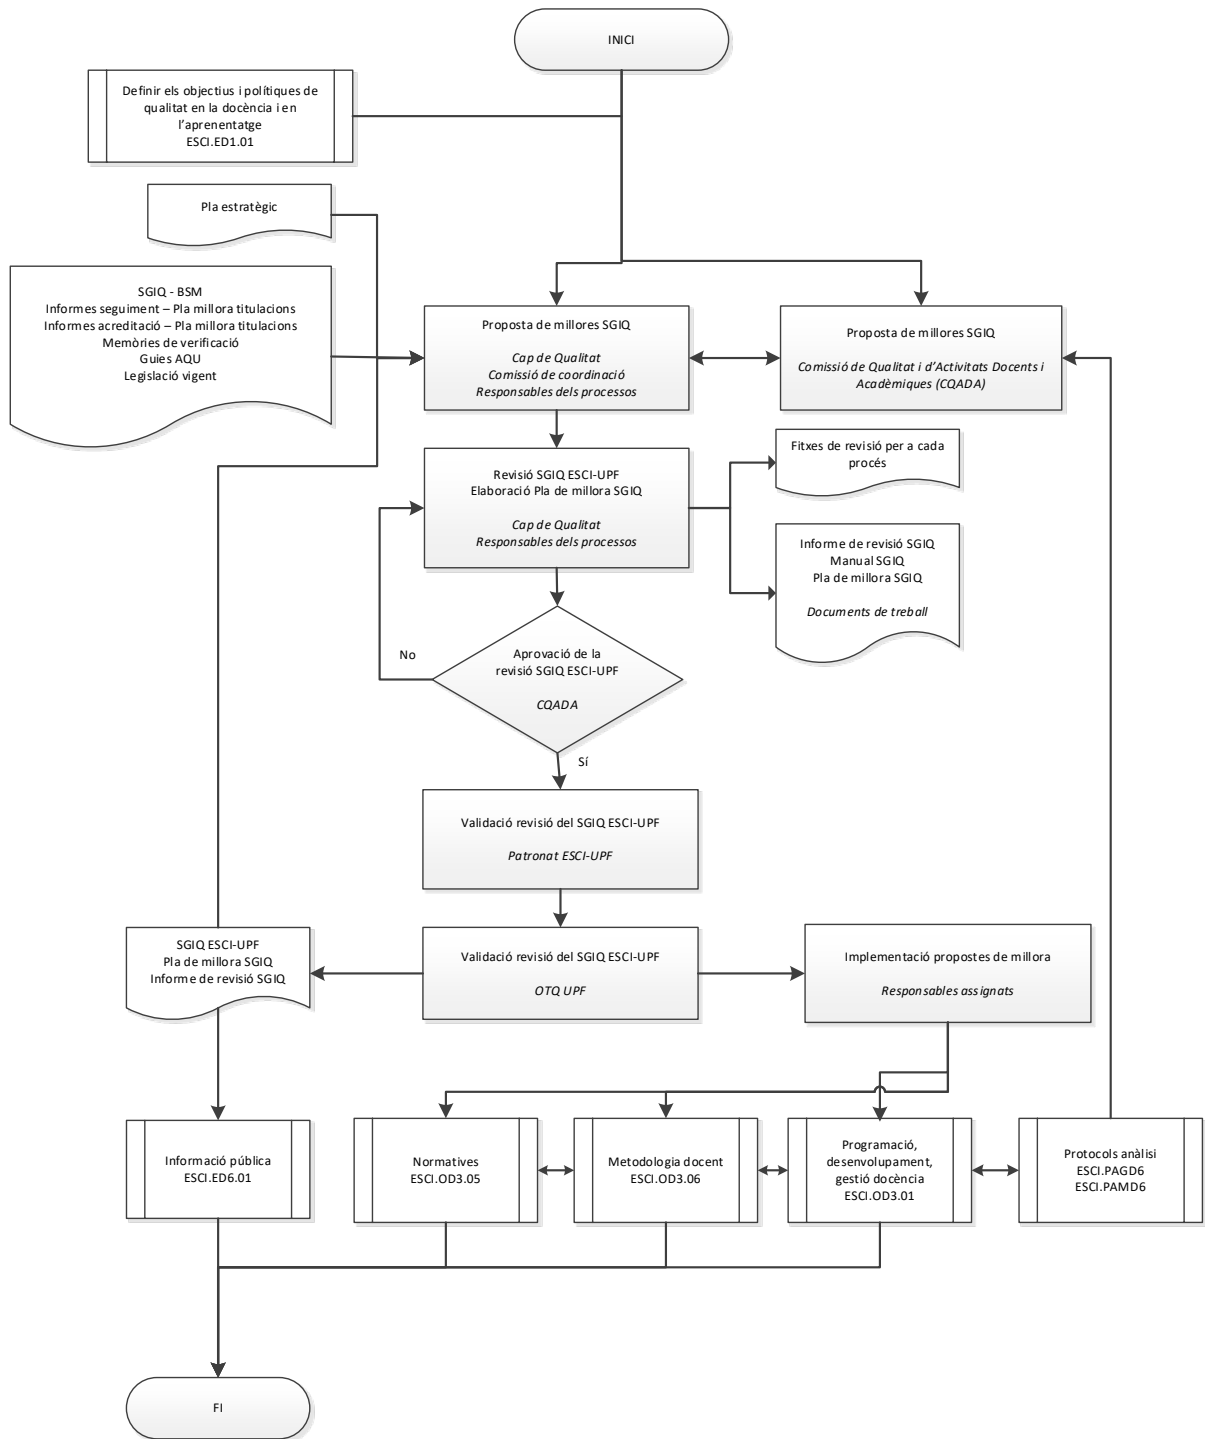 INICI
Definir els objectius i polítiques de
qualitat en la docència i en
l'aprenentatge
ESCI.ED1.01
Pla estratègic
SGIQ - BSM
Informes seguiment – Pla millora titulacions
Informes acreditació – Pla millora titulacions
Memòries de verificació
Guies AQU
Legislació vigent
Proposta de millores SGIQ
Cap de Qualitat
Comissió de coordinació
Responsables dels processos
Proposta de millores SGIQ
Comissió de Qualitat i d'Activitats Docents i
Acadèmiques (CQADA)
Revisió SGIQ ESCI-UPF
Elaboració Pla de millora SGIQ
Cap de Qualitat
Responsables dels processos
Fitxes de revisió per a cada
procés
Informe de revisió SGIQ
Manual SGIQ
Pla de millora SGIQ
Documents de treball
No
Aprovació de la
revisió SGIQ ESCI-UPF
CQADA
Sí
Validació revisió del SGIQ ESCI-UPF
Patronat ESCI-UPF
SGIQ ESCI-UPF
Pla de millora SGIQ
Informe de revisió SGIQ
Validació revisió del SGIQ ESCI-UPF
OTQ UPF
Implementació propostes de millora
Responsables assignats
Informació pública
ESCI.ED6.01
Normatives
ESCI.OD3.05
Metodologia docent
ESCI.OD3.06
Programació,
desenvolupament,
gestió docència
ESCI.OD3.01
Protocols anàlisi
ESCI.PAGD6
ESCI.PAMD6
FI